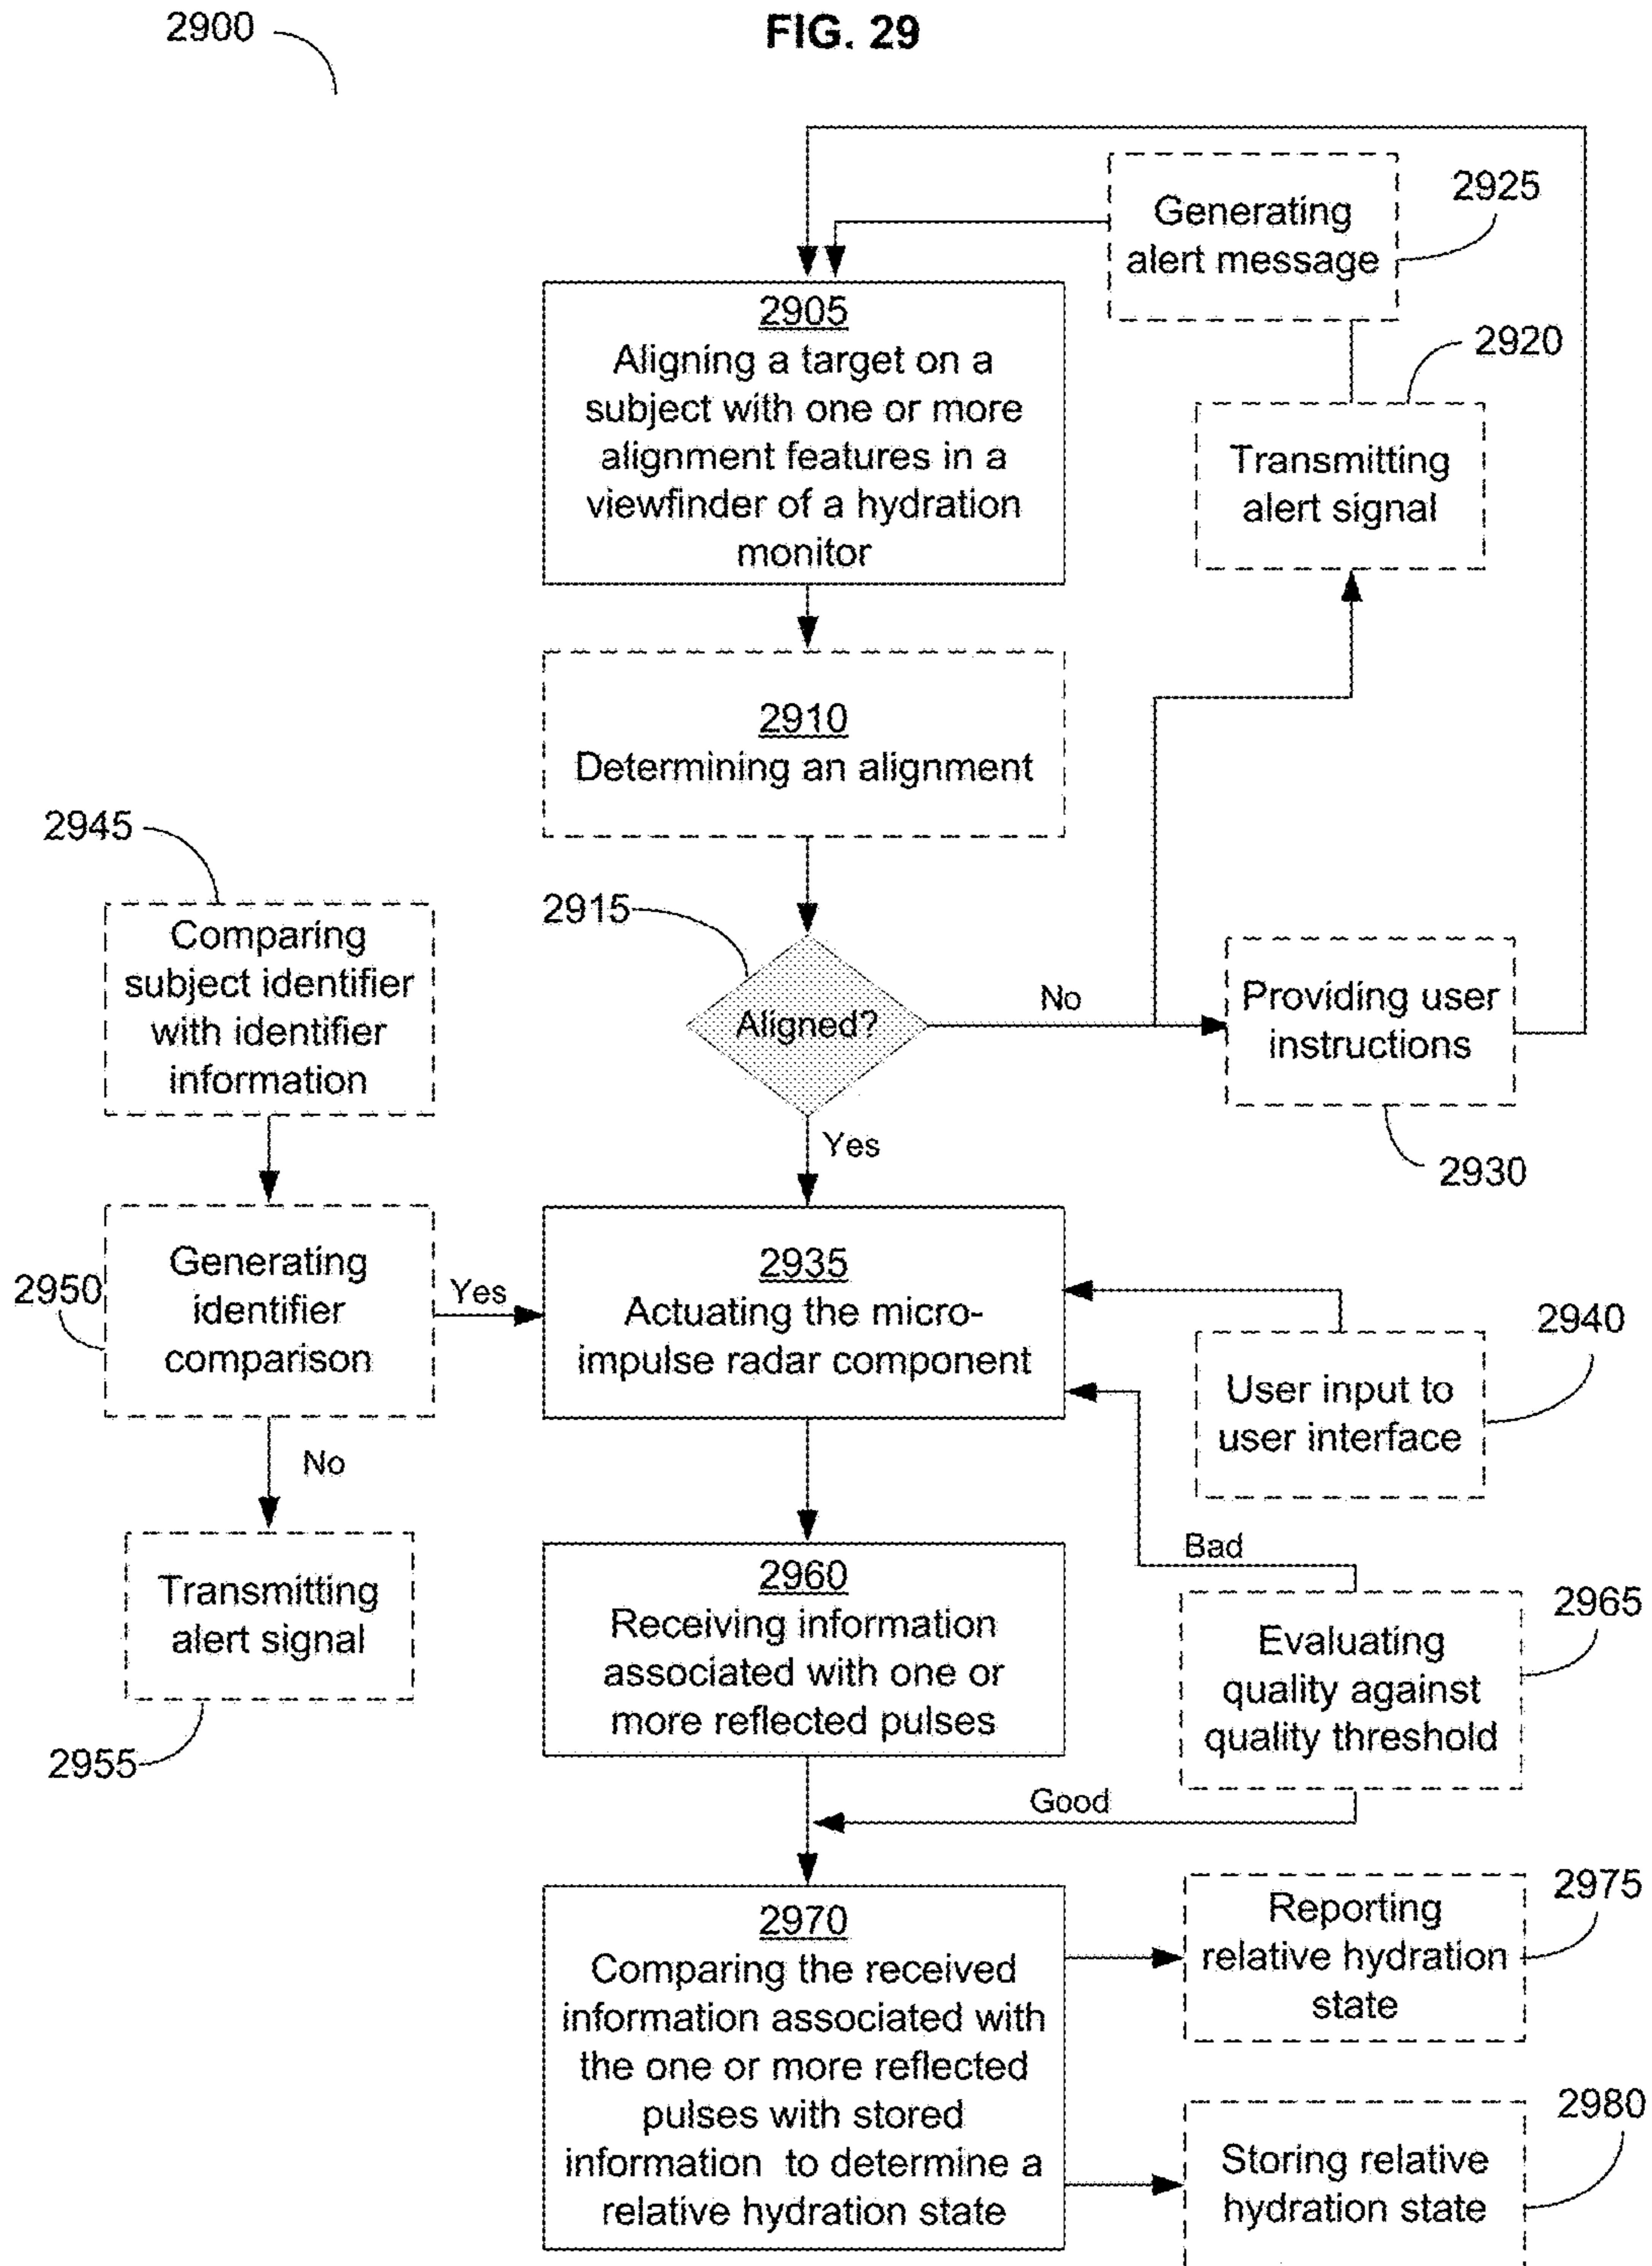 FIG. 29
2900
Generating
alert message
2925
2905
Aligning a target on a
subject with one or more
alignment features in a
viewfinder of a hydration
monitor
2920
Transmitting
alert signal
2910
Determining an alignment
2945
Comparing
subject identifier
with identifier
information
2915
Aligned?
No
Providing user
instructions
2930
Yes
2950
Generating
identifier
comparison
Yes
2935
Actuating the micro-
impulse radar component
2940
User input to
user interface
No
Transmitting
alert signal
2955
Bad
2960
Receiving information
associated with one or
more reflected pulses
2965
Evaluating
quality against
quality threshold
Good
2970
Comparing the received
information associated with
the one or more reflected
pulses with stored
information to determine a
relative hydration state
2975
Reporting
relative hydration
state
2980
Storing relative
hydration state